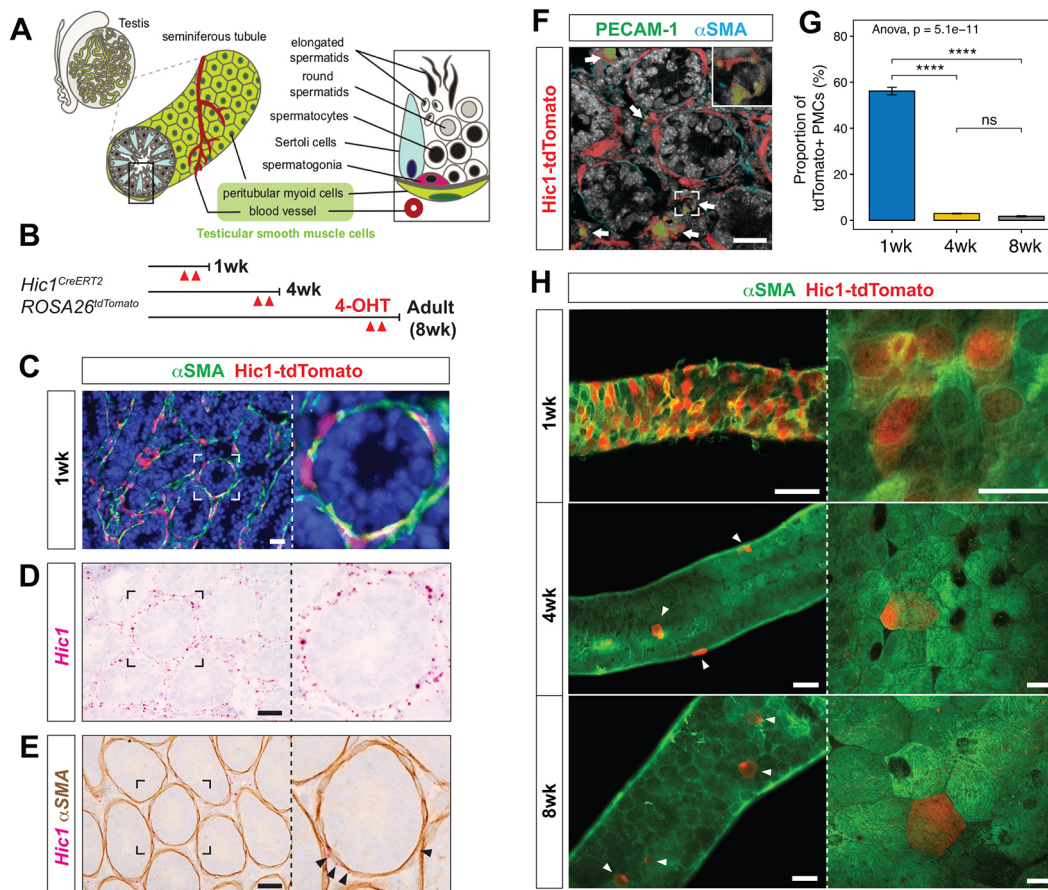 A
Testis
seminiferous tubule
elongated
spermatids
round
spermatids
spermatocytes
Sertoli cells
spermatogonia
peritubular myoid cells
blood vessel
Testicular smooth muscle cells
B
Hic1CreERT2
ROSA26tdTomato
1wk
4wk
4-OHT
Adult
(8wk)
C
αSMA Hic1-tdTomato
1wk
D
Hic1
E
Hic1 αSMA
F
PECAM-1 αSMA
Hic1-tdTomato
G
Anova, p = 5.1e−11
****
****
ns
Proportion of
tdTomato+ PMCs (%)
80
60
40
20
0
1wk
4wk
8wk
H
αSMA Hic1-tdTomato
1wk
4wk
8wk